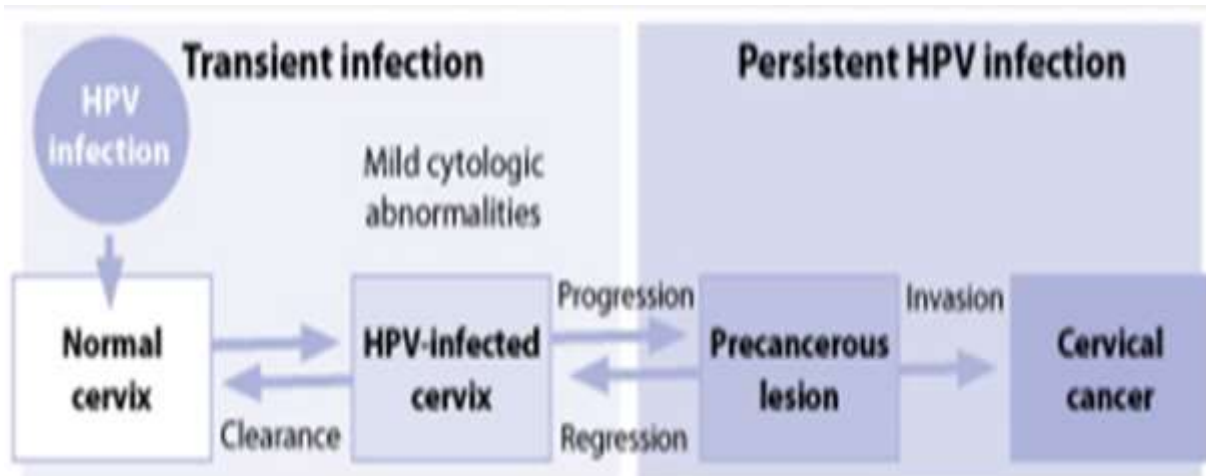 Transient infection
Persistent HPV infection
HPV
infection
Mild cytologic
abnormalities
Normal
cervix
Clearance
HPV-infected
cervix
Progression
Regression
Precancerous
lesion
Invasion
Cervical
cancer